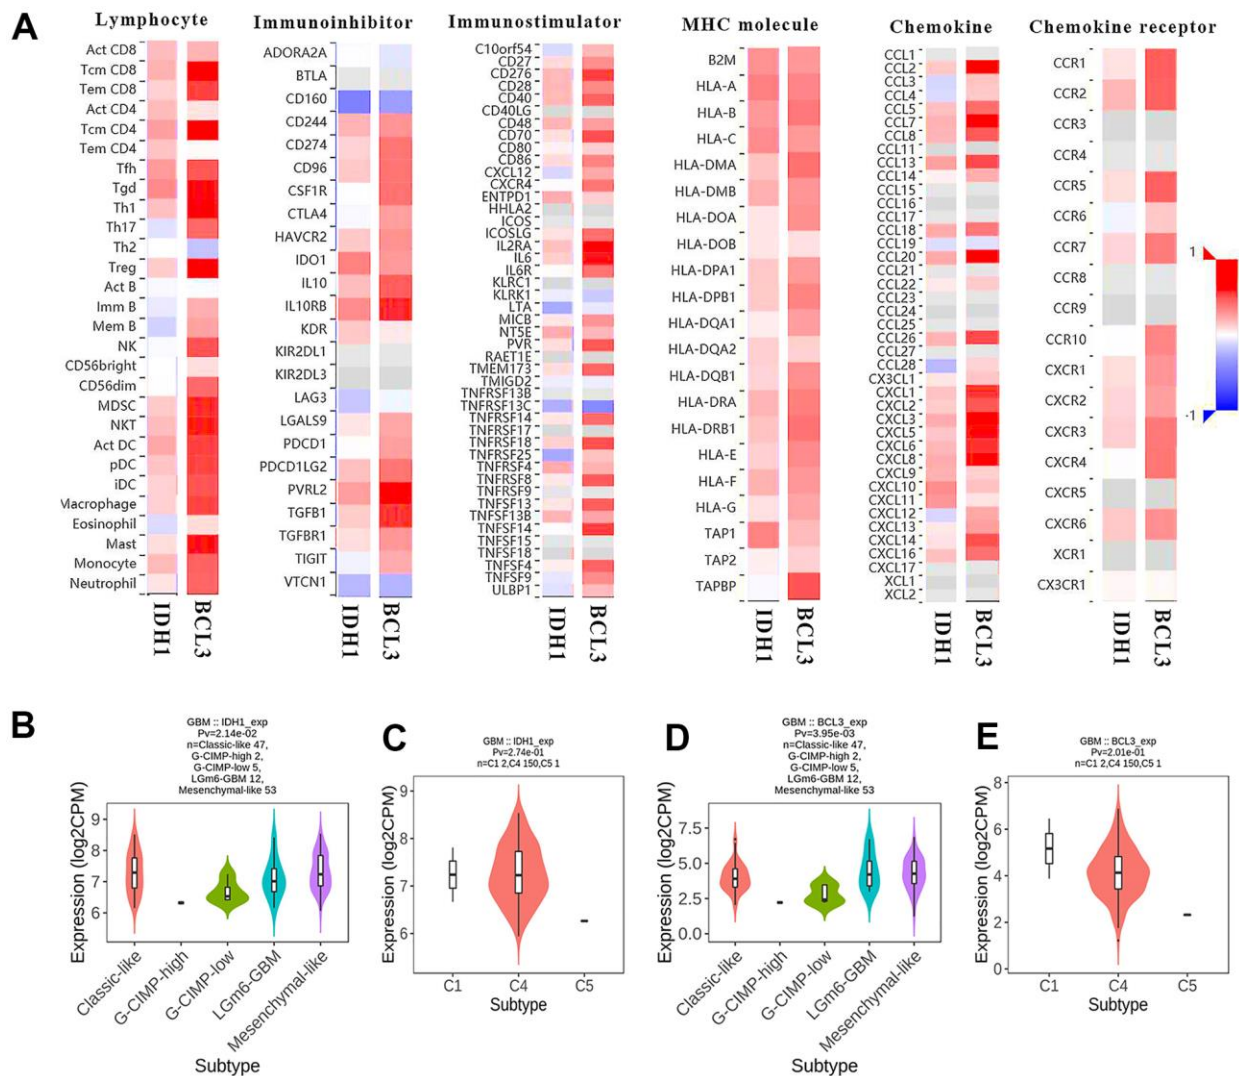 A
Lymphocyte
Act CD8
Tcm CD8
Tem CD8
Act CD4
Tcm CD4
Tem CD4
Tfh
Tgd
Th1
Th17
Th2
Treg
Act B
Imm B
Mem B
NK
CD56bright
CD56dim
MDSC
NKT
Act DC
pDC
iDC
Macrophage
Eosinophil
Mast
Monocyte
Neutrophil
IDH1
BCL3
Immunoinhibitor
ADORA2A
BTLA
CD160
CD244
CD274
CD96
CSF1R
CTLA4
HAVCR2
IDO1
IL10
IL10RB
KDR
KIR2DL1
KIR2DL3
LAG3
LGALS9
PDCD1
PDCD1LG2
PVRL2
TGFB1
TGFBR1
TIGIT
VTCN1
IDH1
BCL3
Immunostimulator
C10orf54
CD27
CD276
CD28
CD40
CD40LG
CD48
CD70
CD80
CD86
CXCL12
CXCR4
ENTPD1
HHLA2
ICOS
ICOSLG
IL2RA
IL6
IL6R
KLRC1
KLRK1
LTA
MICB
NT5E
PVR
RAET1E
TMEM173
TMIGD2
TNFRSF13B
TNFRSF13C
TNFRSF14
TNFRSF17
TNFRSF18
TNFRSF25
TNFRSF4
TNFRSF8
TNFRSF9
TNFSF13
TNFSF13B
TNFSF14
TNFSF15
TNFSF18
TNFSF4
TNFSF9
ULBP1
IDH1
BCL3
MHC molecule
B2M
HLA-A
HLA-B
HLA-C
HLA-DMA
HLA-DMB
HLA-DOA
HLA-DOB
HLA-DPA1
HLA-DPB1
HLA-DQA1
HLA-DQA2
HLA-DQB1
HLA-DRA
HLA-DRB1
HLA-E
HLA-F
HLA-G
TAP1
TAP2
TAPBP
IDH1
BCL3
Chemokine
CCL1
CCL2
CCL3
CCL4
CCL5
CCL7
CCL8
CCL11
CCL13
CCL14
CCL15
CCL16
CCL17
CCL18
CCL19
CCL20
CCL21
CCL22
CCL23
CCL24
CCL25
CCL26
CCL27
CCL28
CX3CL1
CXCL1
CXCL2
CXCL3
CXCL5
CXCL6
CXCL8
CXCL9
CXCL10
CXCL11
CXCL12
CXCL13
CXCL14
CXCL16
CXCL17
XCL1
XCL2
IDH1
BCL3
Chemokine receptor
CCR1
CCR2
CCR3
CCR4
CCR5
CCR6
CCR7
CCR8
CCR9
CCR10
CXCR1
CXCR2
CXCR3
CXCR4
CXCR5
CXCR6
XCR1
CX3CR1
IDH1
BCL3
1
-1
B
GBM :: IDH1_exp
Pv=2.14e-02
n=Classic-like 47,
G-CIMP-high 2,
G-CIMP-low 5,
LGm6-GBM 12,
Mesenchymal-like 53
Expression (log2CPM)
9
8
7
6
Classic-like
G-CIMP-high
G-CIMP-low
LGm6-GBM
Mesenchymal-like
Subtype
C
GBM :: IDH1_exp
Pv=2.74e-01
n=C1 2,C4 150,C5 1
Expression (log2CPM)
9
8
7
6
C1
C4
C5
Subtype
D
GBM :: BCL3_exp
Pv=3.95e-03
n=Classic-like 47,
G-CIMP-high 2,
G-CIMP-low 5,
LGm6-GBM 12,
Mesenchymal-like 53
Expression (log2CPM)
7.5
5.0
2.5
0.0
Classic-like
G-CIMP-high
G-CIMP-low
LGm6-GBM
Mesenchymal-like
Subtype
E
GBM :: BCL3_exp
Pv=2.01e-01
n=C1 2,C4 150,C5 1
Expression (log2CPM)
8
6
4
2
0
C1
C4
C5
Subtype